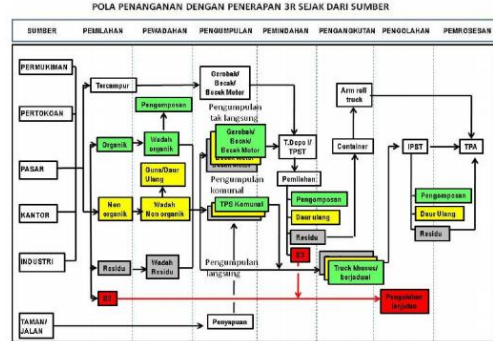 POLA PENANGANAN DENGAN PENERAPAN 3R SEJAK DARI SUMBER
SUMBER
PEMILAHAN
PEWADAHAN
PENGUMPULAN
PEMINDAHAN
PENGANGKUTAN
PENGOLAHAN
PEMROSESAN
PERMUKIMAN
PERTOKOAN
PASAR
KANTOR
INDUSTRI
TAMAN/
JALAN
Tercampur
Organik
Non
organik
Residu
B3
Pengomposan
Wadah
organik
Guna/Daur
Ulang
Wadah
Non organik
Wadah
Residu
Gerobak/
Becak/
Becak Motor
Pengumpulan
tak langsung
Gerobak/
Becak/
Becak Motor
Becak Motor
Pengumpulan
komunal
TPS Komunal
Pengumpulan
langsung
Penyapuan
T.Depo I/
TPST
Pemilahan:
Pengomposan
Daur ulang
Residu
B3
Arm roll
truck
Container
Truck khusus/
berjadual
IPST
Pengomposan
Daur Ulang
Residu
Pengolahan
TPA